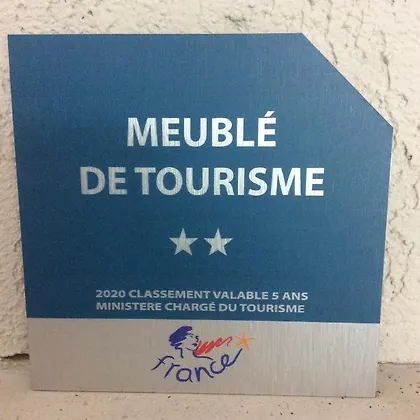 MEUBLÉ
DE TOURISME
2020 CLASSEMENT VALABLE 5 ANS
MINISTERE CHARGÉ DU TOURISME
france